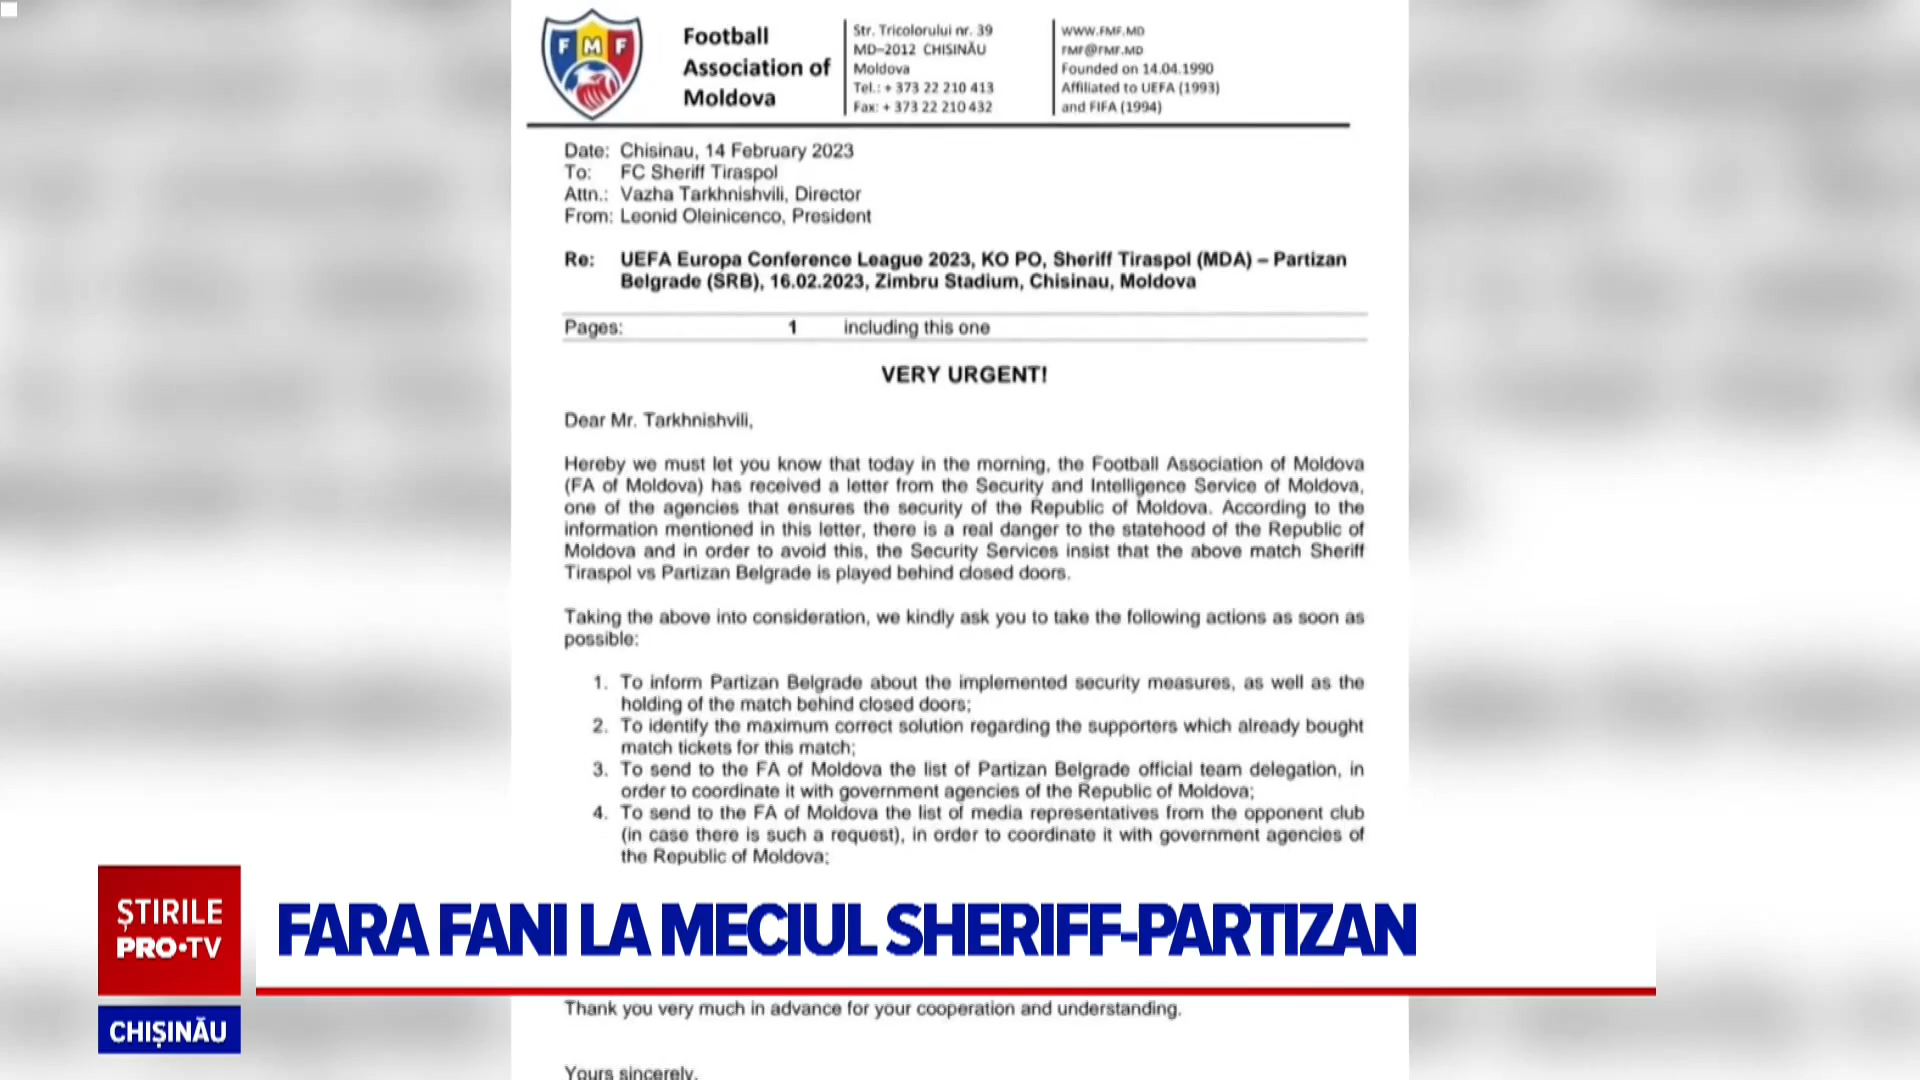 FMF
Football
Association of
Moldova
Str. Tricolorului nr. 39
MD-2012 CHISINĂU
Moldova
Tel.: + 373 22 210 413
Fax: + 373 22 210 432
WWW.FMF.MD
FMF@FMF.MD
Founded on 14.04.1990
Affiliated to UEFA (1993)
and FIFA (1994)
Date: Chisinau, 14 February 2023
To: FC Sheriff Tiraspol
Attn.: Vazha Tarkhnishvili, Director
From: Leonid Oleinicenco, President
Re: UEFA Europa Conference League 2023, KO PO, Sheriff Tiraspol (MDA) – Partizan
Belgrade (SRB), 16.02.2023, Zimbru Stadium, Chisinau, Moldova
Pages: 1 including this one
VERY URGENT!
Dear Mr. Tarkhnishvili,
Hereby we must let you know that today in the morning, the Football Association of Moldova
(FA of Moldova) has received a letter from the Security and Intelligence Service of Moldova,
one of the agencies that ensures the security of the Republic of Moldova. According to the
information mentioned in this letter, there is a real danger to the statehood of the Republic of
Moldova and in order to avoid this, the Security Services insist that the above match Sheriff
Tiraspol vs Partizan Belgrade is played behind closed doors.
Taking the above into consideration, we kindly ask you to take the following actions as soon as
possible:
1. To inform Partizan Belgrade about the implemented security measures, as well as the
holding of the match behind closed doors;
2. To identify the maximum correct solution regarding the supporters which already bought
match tickets for this match;
3. To send to the FA of Moldova the list of Partizan Belgrade official team delegation, in
order to coordinate it with government agencies of the Republic of Moldova;
4. To send to the FA of Moldova the list of media representatives from the opponent club
(in case there is such a request), in order to coordinate it with government agencies of
the Republic of Moldova;
ȘTIRILE
PRO•TV
CHIȘINĂU
FARA FANI LA MECIUL SHERIFF-PARTIZAN
Thank you very much in advance for your cooperation and understanding.
Yours sincerely,